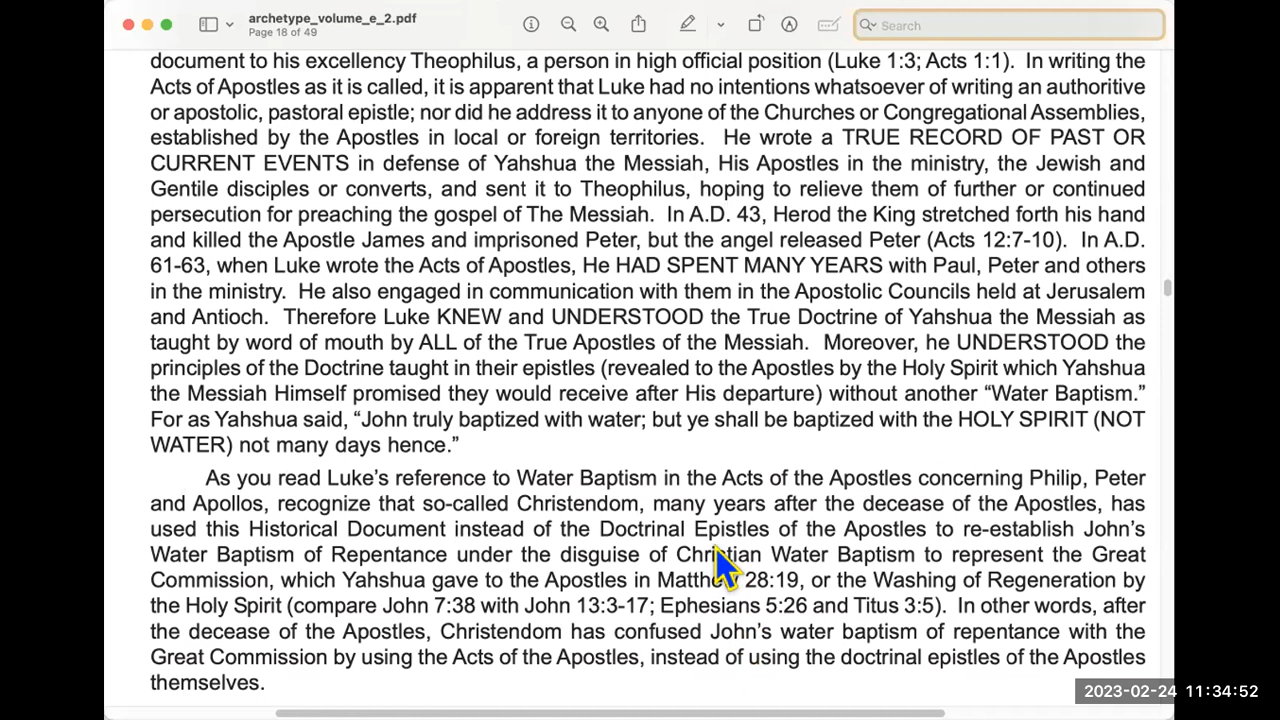 archetype_volume_e_2.pdf
Page 18 of 49
Search
document to his excellency Theophilus, a person in high official position (Luke 1:3; Acts 1:1).  In writing the
Acts of Apostles as it is called, it is apparent that Luke had no intentions whatsoever of writing an authoritive
or apostolic, pastoral epistle; nor did he address it to anyone of the Churches or Congregational Assemblies,
established by the Apostles in local or foreign territories.  He wrote a TRUE RECORD OF PAST OR
CURRENT EVENTS in defense of Yahshua the Messiah, His Apostles in the ministry, the Jewish and
Gentile disciples or converts, and sent it to Theophilus, hoping to relieve them of further or continued
persecution for preaching the gospel of The Messiah.  In A.D. 43, Herod the King stretched forth his hand
and killed the Apostle James and imprisoned Peter, but the angel released Peter (Acts 12:7-10).  In A.D.
61-63, when Luke wrote the Acts of Apostles, He HAD SPENT MANY YEARS with Paul, Peter and others
in the ministry.  He also engaged in communication with them in the Apostolic Councils held at Jerusalem
and Antioch.  Therefore Luke KNEW and UNDERSTOOD the True Doctrine of Yahshua the Messiah as
taught by word of mouth by ALL of the True Apostles of the Messiah.  Moreover, he UNDERSTOOD the
principles of the Doctrine taught in their epistles (revealed to the Apostles by the Holy Spirit which Yahshua
the Messiah Himself promised they would receive after His departure) without another “Water Baptism.”
For as Yahshua said, “John truly baptized with water; but ye shall be baptized with the HOLY SPIRIT (NOT
WATER) not many days hence.”
As you read Luke’s reference to Water Baptism in the Acts of the Apostles concerning Philip, Peter
and Apollos, recognize that so-called Christendom, many years after the decease of the Apostles, has
used this Historical Document instead of the Doctrinal Epistles of the Apostles to re-establish John’s
Water Baptism of Repentance under the disguise of Christian Water Baptism to represent the Great
Commission, which Yahshua gave to the Apostles in Matthew 28:19, or the Washing of Regeneration by
the Holy Spirit (compare John 7:38 with John 13:3-17; Ephesians 5:26 and Titus 3:5).  In other words, after
the decease of the Apostles, Christendom has confused John’s water baptism of repentance with the
Great Commission by using the Acts of the Apostles, instead of using the doctrinal epistles of the Apostles
themselves.
2023-02-24 11:34:52